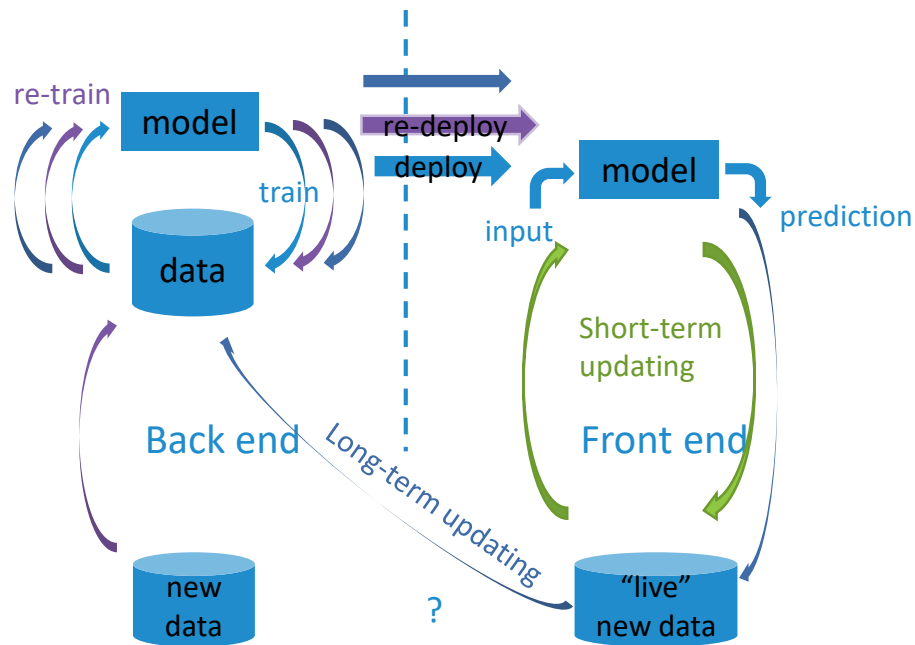 re-train
model
re-deploy
deploy
train
model
input
prediction
data
Short-term
updating
Back end
Front end
Long-term updating
new
data
?
“live”
new data